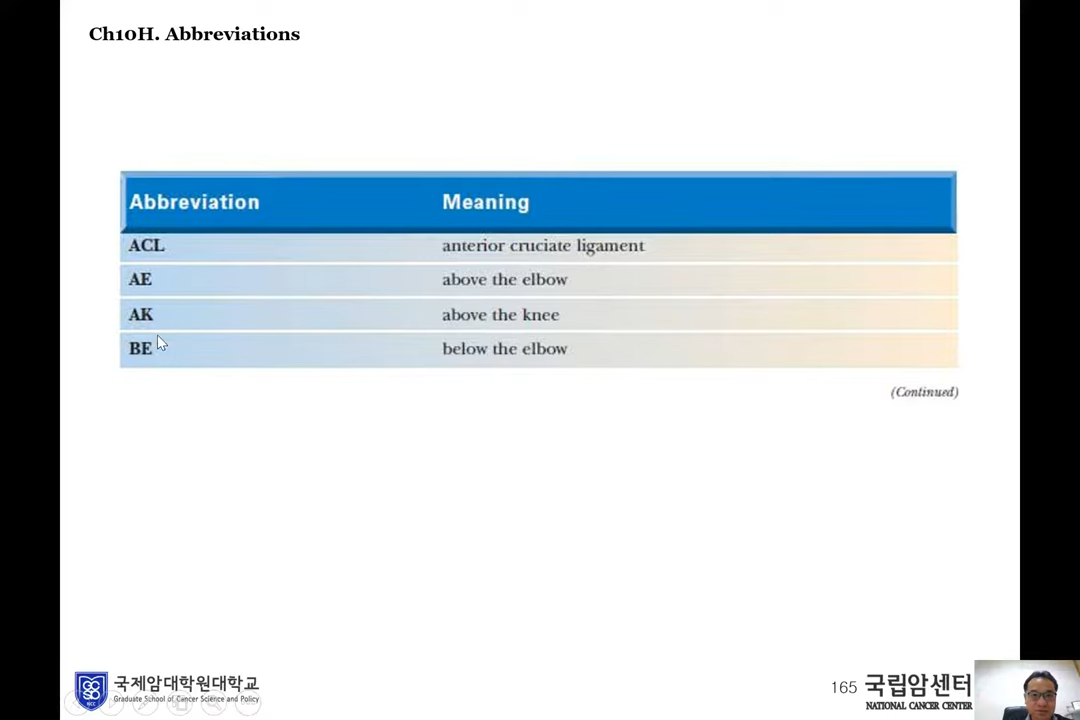 Ch10H. Abbreviations
Abbreviation Meaning
ACL anterior cruciate ligament
AE above the elbow
AK above the knee
BE below the elbow
(Continued)
국제암대학원대학교
Graduate School of Cancer Science and Policy
165 국립암센터
NATIONAL CANCER CENTER